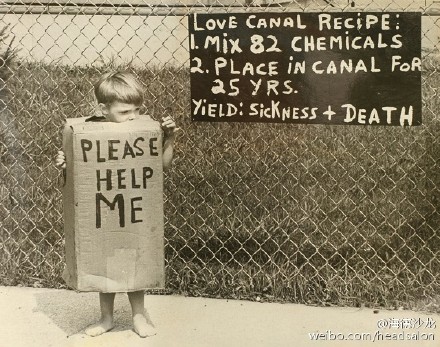 LOVE CANAL RECIPE:
1. MIX 82 CHEMICALS
2. PLACE IN CANAL FOR
25 YRS.
YIELD: SICKNESS + DEATH
PLEASE
HELP
ME
weibo.com/headsalon